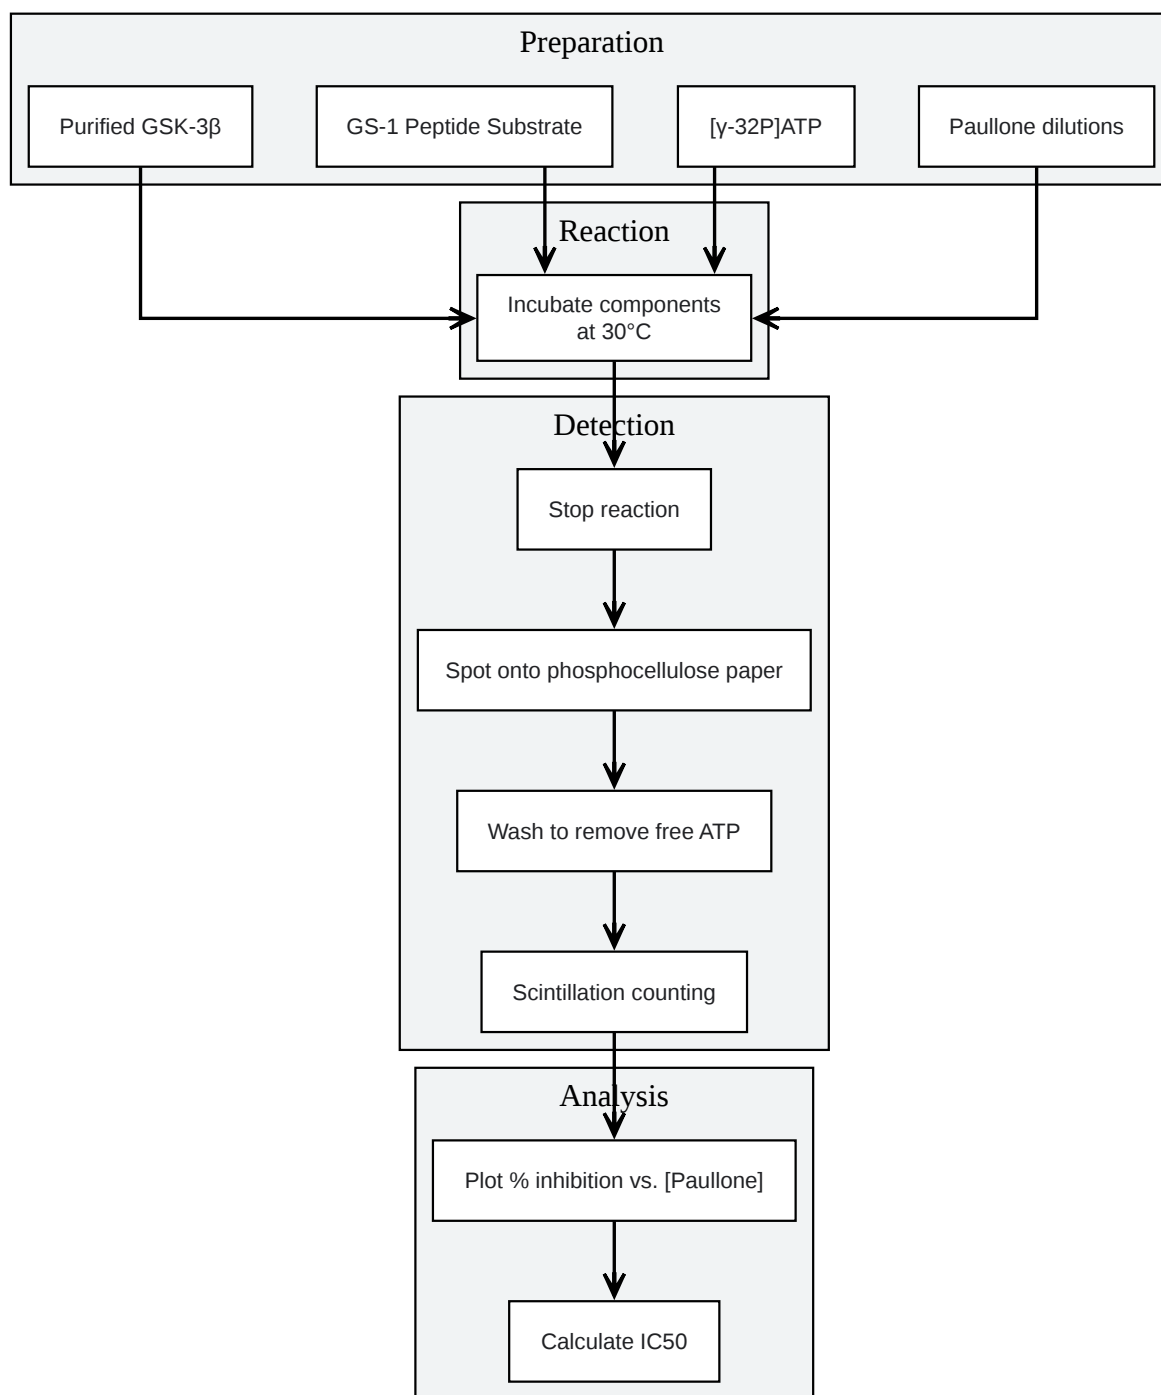 Preparation
Purified GSK-3β
GS-1 Peptide Substrate
[γ-32P]ATP
Paullone dilutions
Reaction
Incubate components
at 30°C
Detection
Stop reaction
Spot onto phosphocellulose paper
Wash to remove free ATP
Scintillation counting
Analysis
Plot % inhibition vs. [Paullone]
Calculate IC50